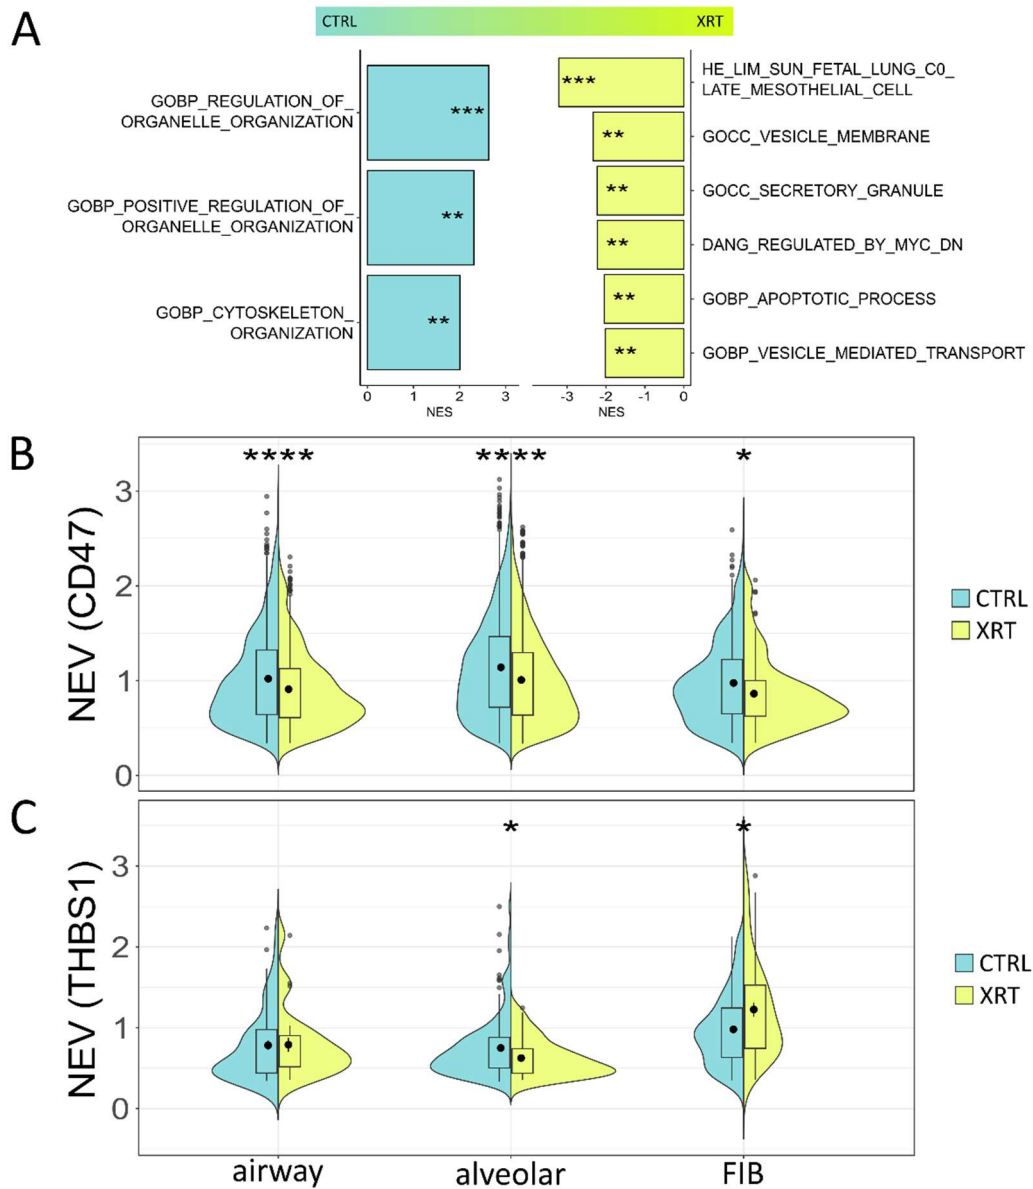 A
CTRL
XRT
GOBP_REGULATION_OF_
ORGANELLE_ORGANIZATION
***
GOBP_POSITIVE_REGULATION_OF_
ORGANELLE_ORGANIZATION
**
GOBP_CYTOSKELETON_
ORGANIZATION
**
0 1 2 3
NES
***
HE_LIM_SUN_FETAL_LUNG_C0_
LATE_MESOTHELIAL_CELL
**
GOCC_VESICLE_MEMBRANE
**
GOCC_SECRETORY_GRANULE
**
DANG_REGULATED_BY_MYC_DN
**
GOBP_APOPTOTIC_PROCESS
**
GOBP_VESICLE_MEDIATED_TRANSPORT
-3 -2 -1 0
NES
B
NEV (CD47)
3
2
1
0
**** **** *
CTRL
XRT
C
NEV (THBS1)
3
2
1
0
* *
CTRL
XRT
airway alveolar FIB